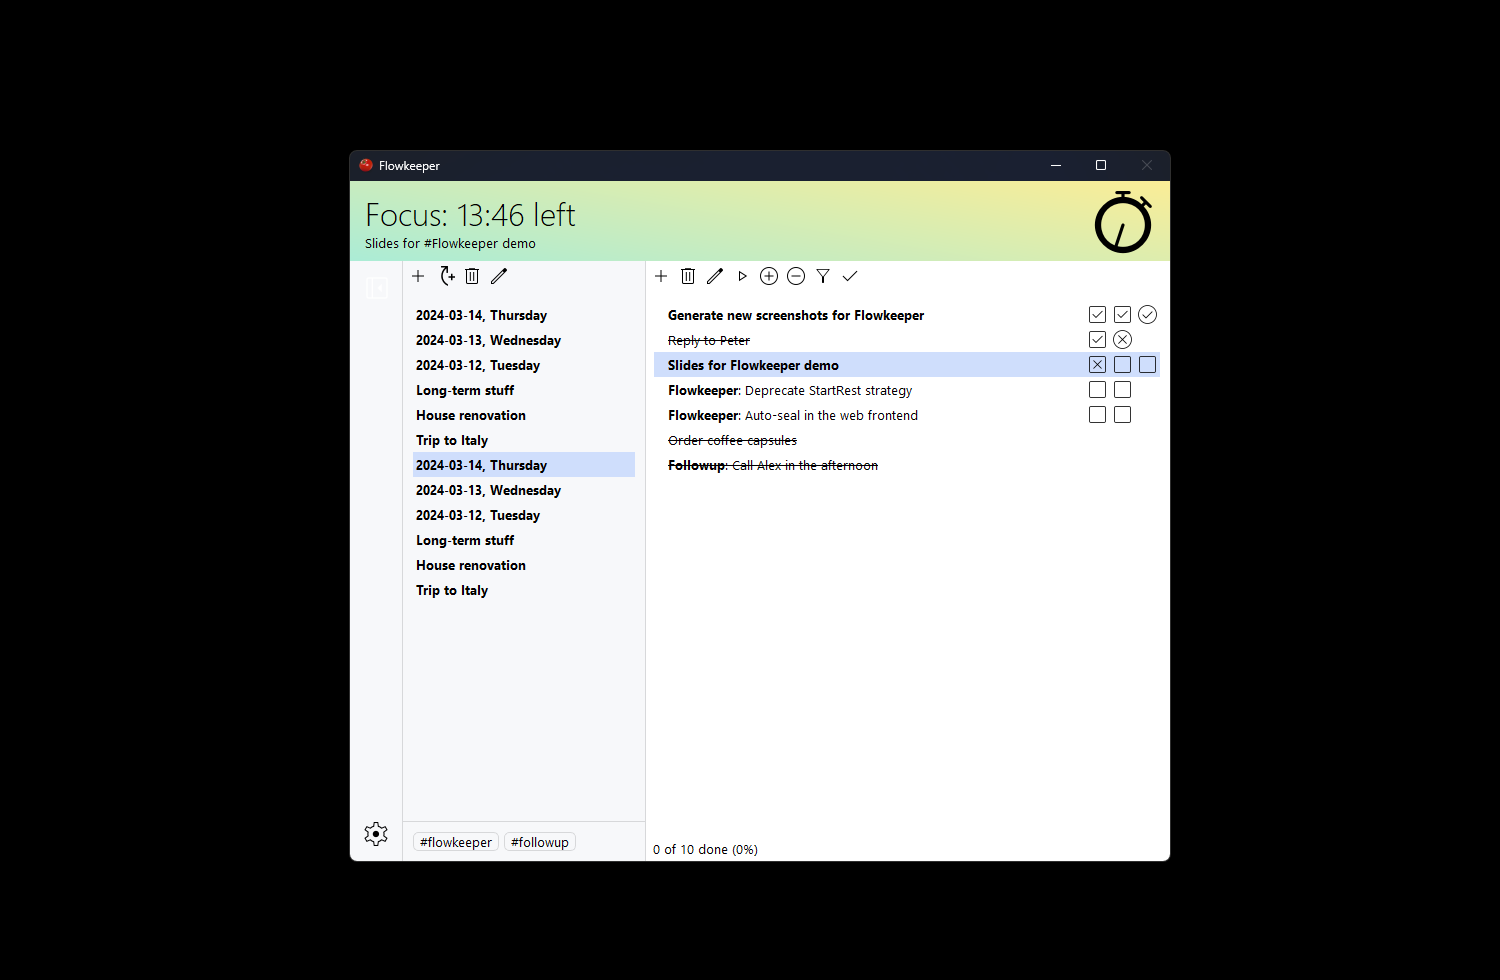 Flowkeeper
Focus: 13:46 left
Slides for #Flowkeeper demo
2024-03-14, Thursday
2024-03-13, Wednesday
2024-03-12, Tuesday
Long-term stuff
House renovation
Trip to Italy
2024-03-14, Thursday
2024-03-13, Wednesday
2024-03-12, Tuesday
Long-term stuff
House renovation
Trip to Italy
#flowkeeper #followup
Generate new screenshots for Flowkeeper
Reply to Peter
Slides for Flowkeeper demo
Flowkeeper: Deprecate StartRest strategy
Flowkeeper: Auto-seal in the web frontend
Order coffee capsules
Followup: Call Alex in the afternoon
0 of 10 done (0%)